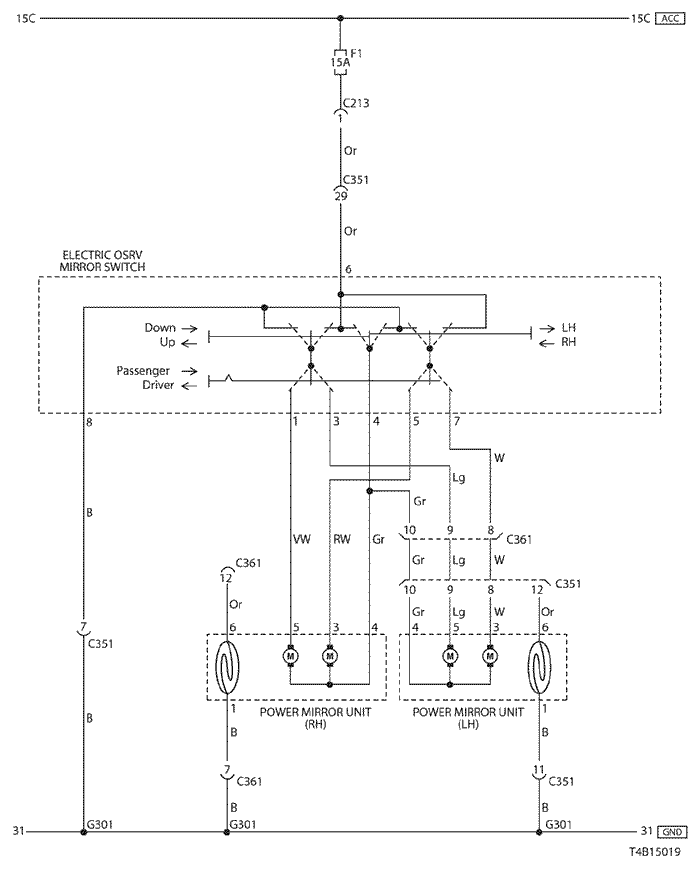 15C
15C ACC
F1
15A
C213
1
Or
C351
29
Or
ELECTRIC OSRV
MIRROR SWITCH
6
Down
Up
LH
RH
Passenger
Driver
8 1 3 4 5 7
W
Lg
Gr
B
10 9 8
C361
VW RW Gr
Gr Lg W
C361
12
C351
10 9 8 12
Or
Gr Lg W Or
7
C351
6 5 3 4
4 5 3 6
M M
M M
1
POWER MIRROR UNIT
(RH)
POWER MIRROR UNIT
(LH)
1
B
B
B
7
C361
11
C351
B
B
31
G301
G301
G301
31 GND
T4B15019